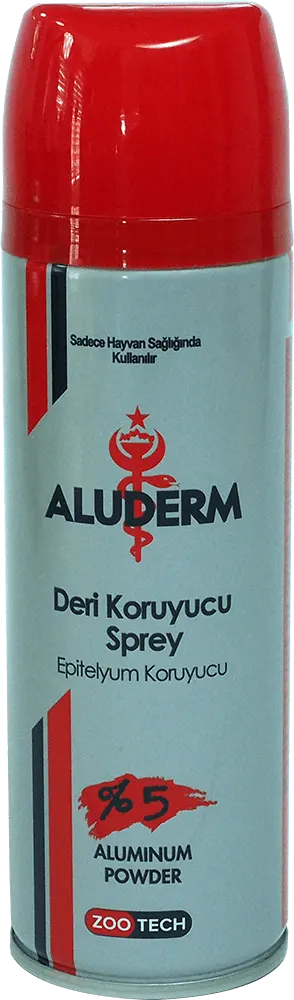 Sadece Hayvan Sağlığında
Kullanılır
ALUDERM
Deri Koruyucu
Sprey
Epitelyum Koruyucu
%5
ALUMINUM
POWDER
ZOOTECH